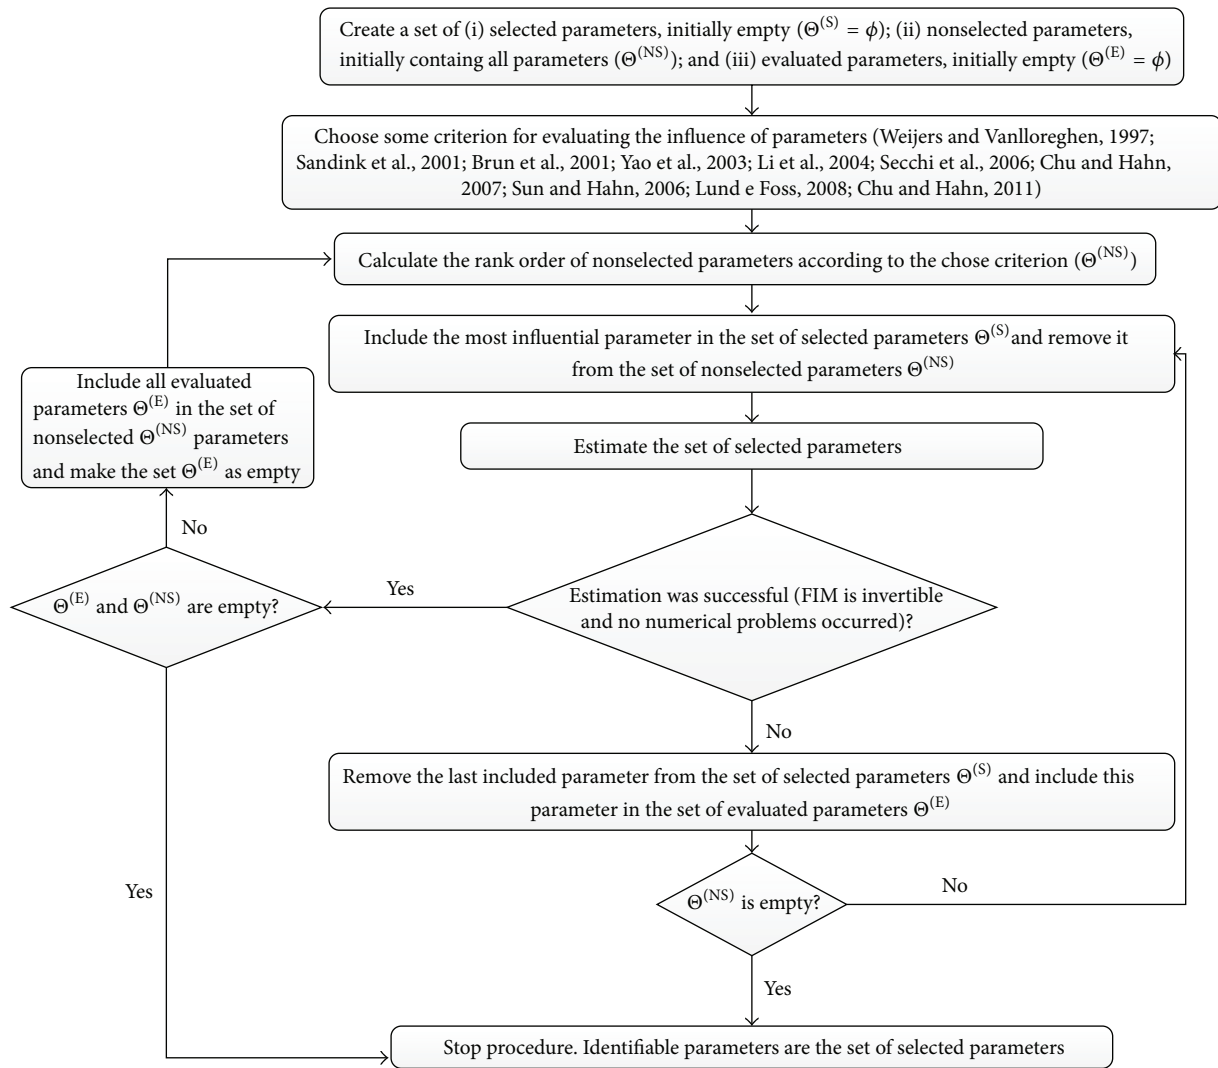 Create a set of (i) selected parameters, initially empty (Θ^(S) = ϕ); (ii) nonselected parameters,
initially containg all parameters (Θ^(NS)); and (iii) evaluated parameters, initially empty (Θ^(E) = ϕ)
Choose some criterion for evaluating the influence of parameters (Weijers and Vanlloreghen, 1997;
Sandink et al., 2001; Brun et al., 2001; Yao et al., 2003; Li et al., 2004; Secchi et al., 2006; Chu and Hahn,
2007; Sun and Hahn, 2006; Lund e Foss, 2008; Chu and Hahn, 2011)
Calculate the rank order of nonselected parameters according to the chose criterion (Θ^(NS))
Include the most influential parameter in the set of selected parameters Θ^(S) and remove it
from the set of nonselected parameters Θ^(NS)
Include all evaluated
parameters Θ^(E) in the set of
nonselected Θ^(NS) parameters
and make the set Θ^(E) as empty
Estimate the set of selected parameters
No
Θ^(E) and Θ^(NS) are empty?
Yes
Estimation was successful (FIM is invertible
and no numerical problems occurred)?
No
Remove the last included parameter from the set of selected parameters Θ^(S) and include this
parameter in the set of evaluated parameters Θ^(E)
Yes
Θ^(NS) is empty?
No
Yes
Stop procedure. Identifiable parameters are the set of selected parameters